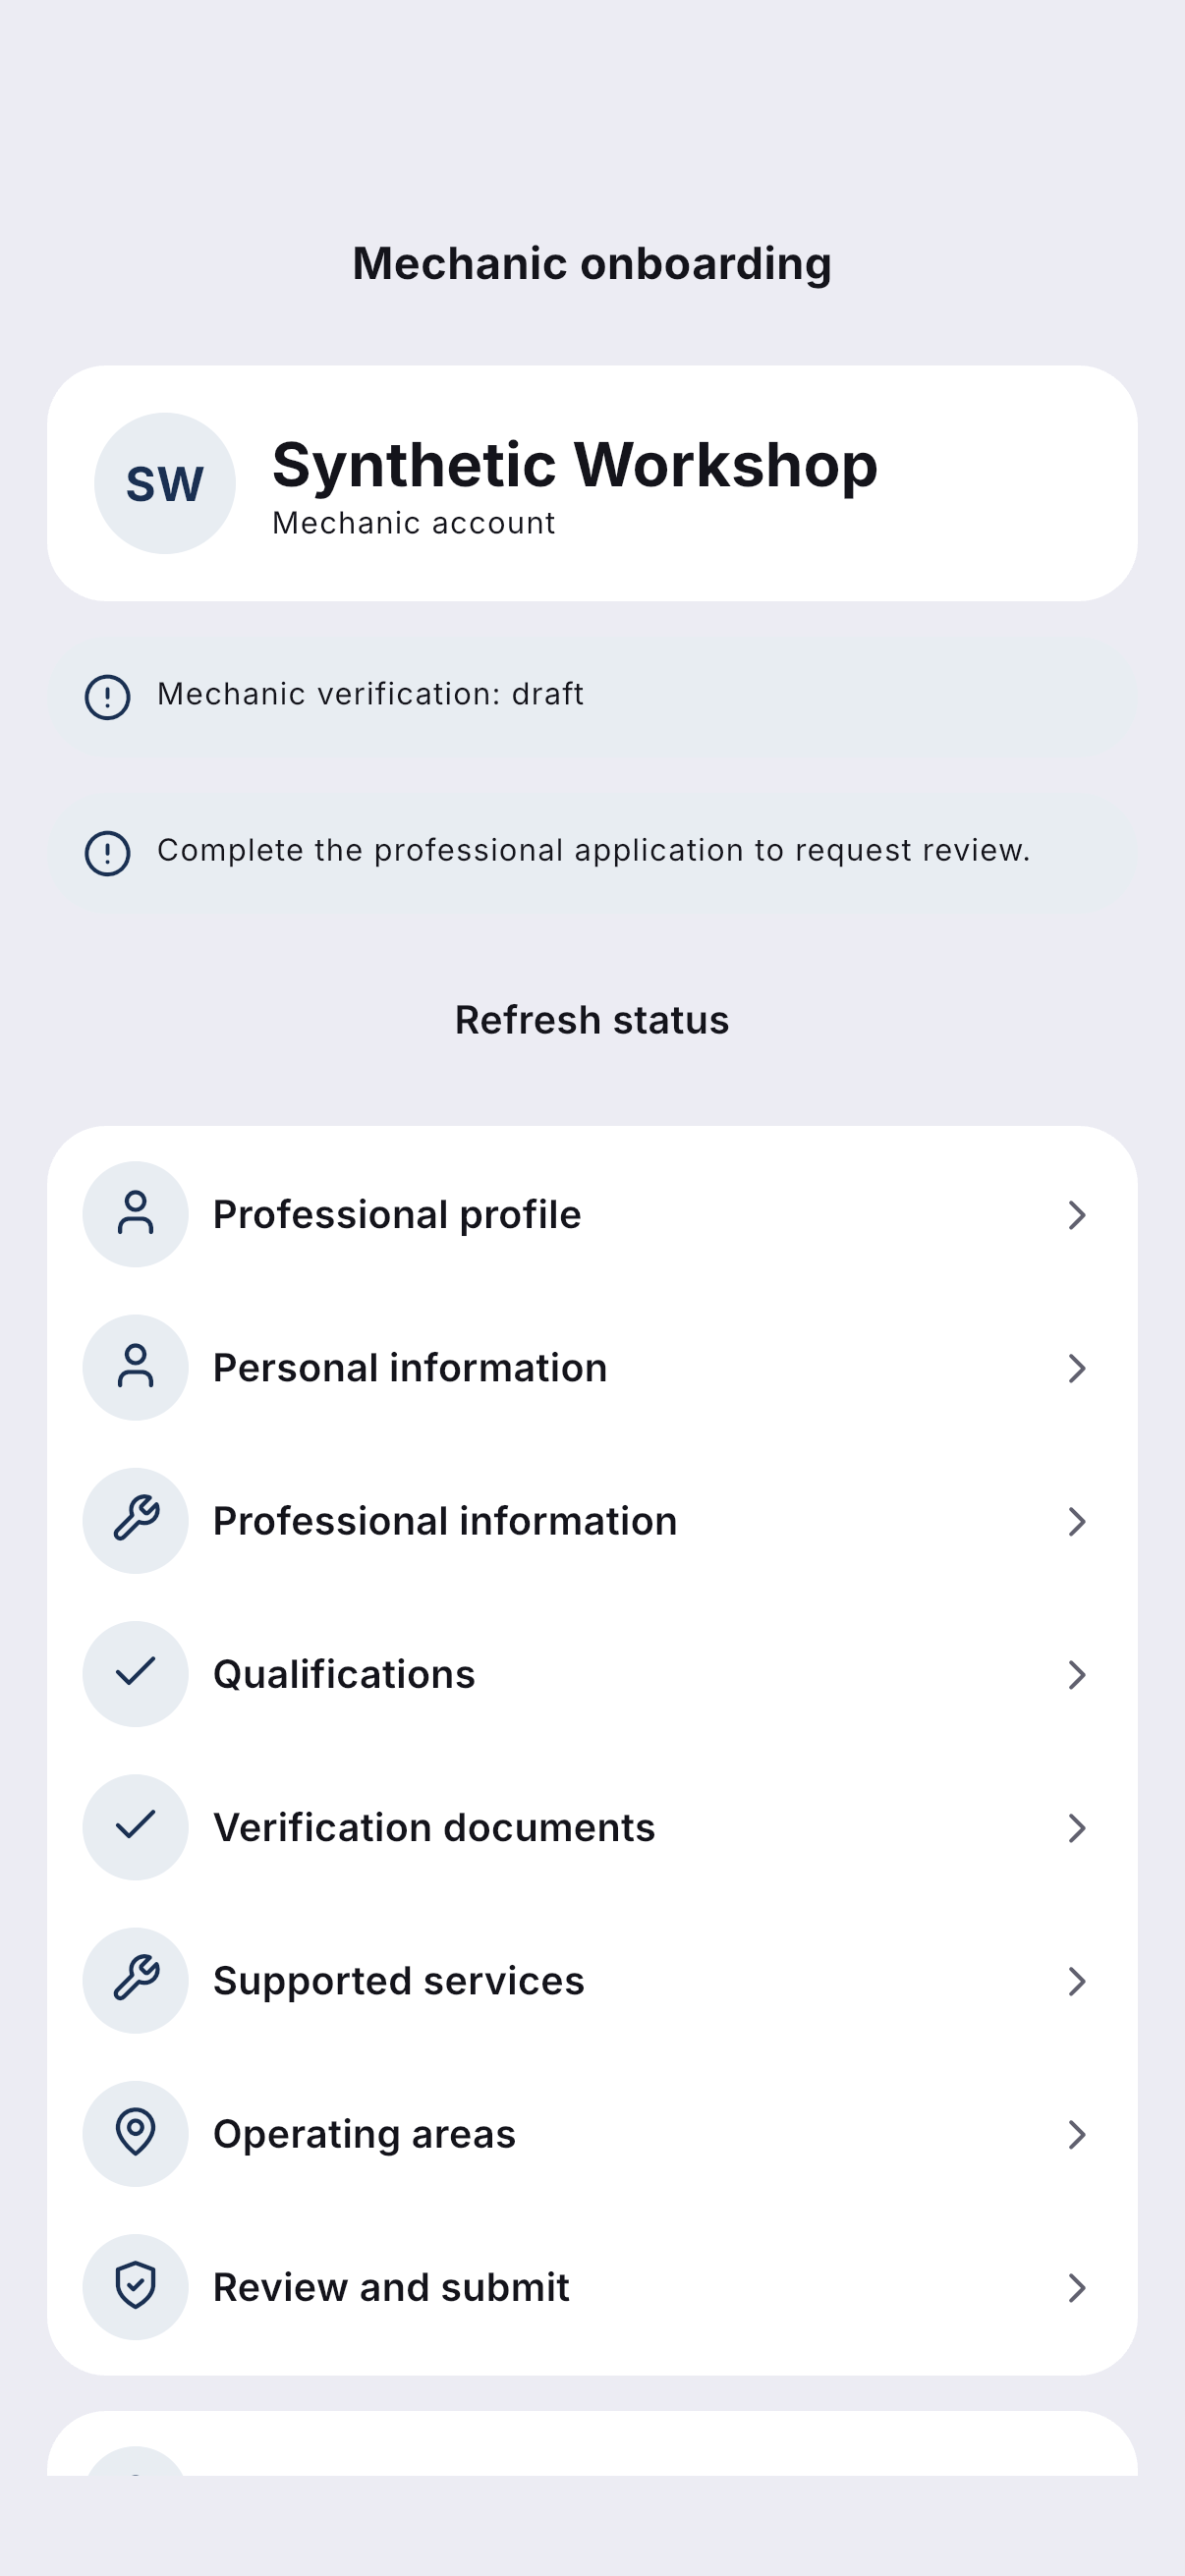 Mechanic onboarding
SW
Synthetic Workshop
Mechanic account
Mechanic verification: draft
Complete the professional application to request review.
Refresh status
Professional profile
Personal information
Professional information
Qualifications
Verification documents
Supported services
Operating areas
Review and submit